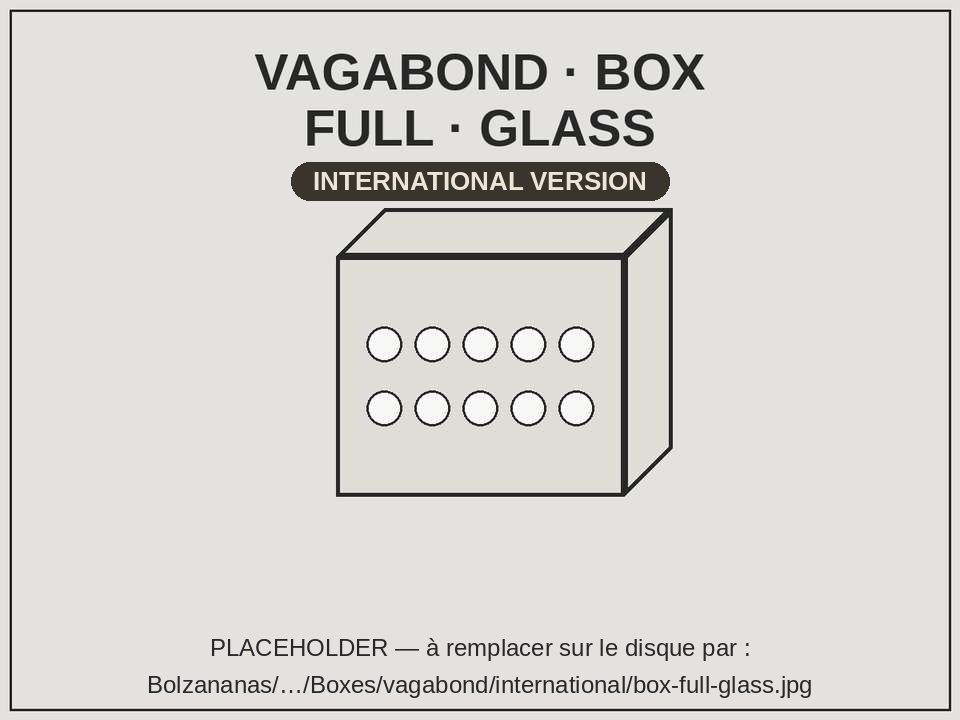 VAGABOND · BOX
FULL · GLASS
INTERNATIONAL VERSION
PLACEHOLDER — à remplacer sur le disque par :
Bolzananas/…/Boxes/vagabond/international/box-full-glass.jpg